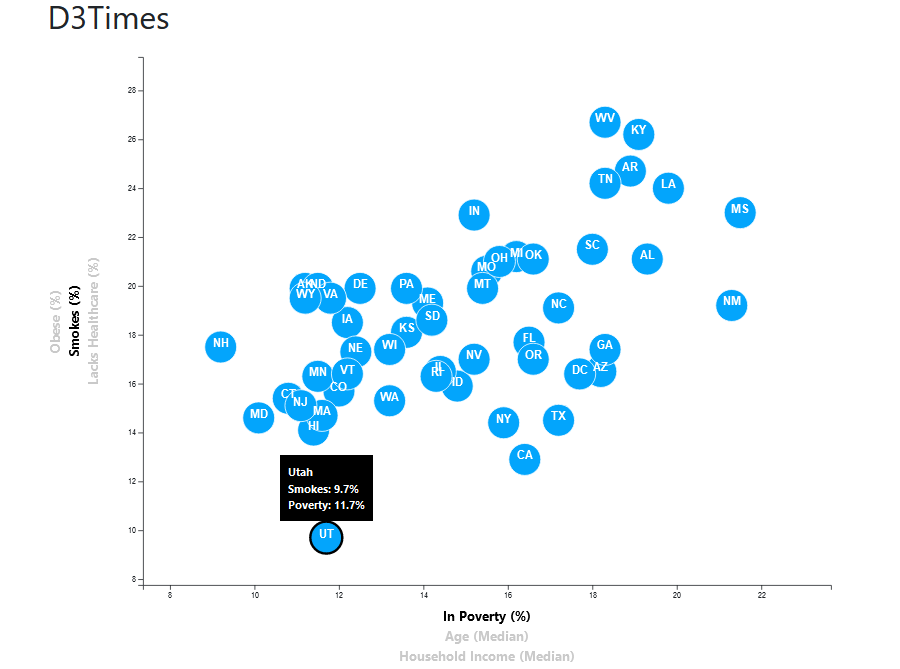 D3Times
28
26
24
22
20
18
16
14
12
10
8
8
10
12
14
16
18
20
22
Obese (%)
Smokes (%)
Lacks Healthcare (%)
WV
KY
AR
TN
LA
MS
IN
SC
AL
MI
OK
OH
MO
MT
AK
ND
WY
VA
DE
PA
ME
SD
NC
NM
IA
KS
NH
NE
WI
FL
OR
GA
NV
MN
VT
CO
IL
RI
ID
DC
AZ
CT
NJ
MA
HI
MD
WA
NY
TX
CA
Utah
Smokes: 9.7%
Poverty: 11.7%
UT
In Poverty (%)
Age (Median)
Household Income (Median)